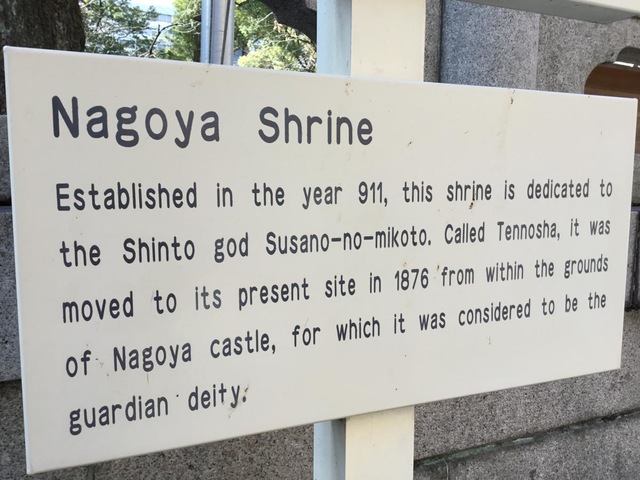 Nagoya Shrine
Established in the year 911, this shrine is dedicated to
the Shinto god Susano-no-mikoto. Called Tennosha, it was
moved to its present site in 1876 from within the grounds
of Nagoya castle, for which it was considered to be the
guardian deity.